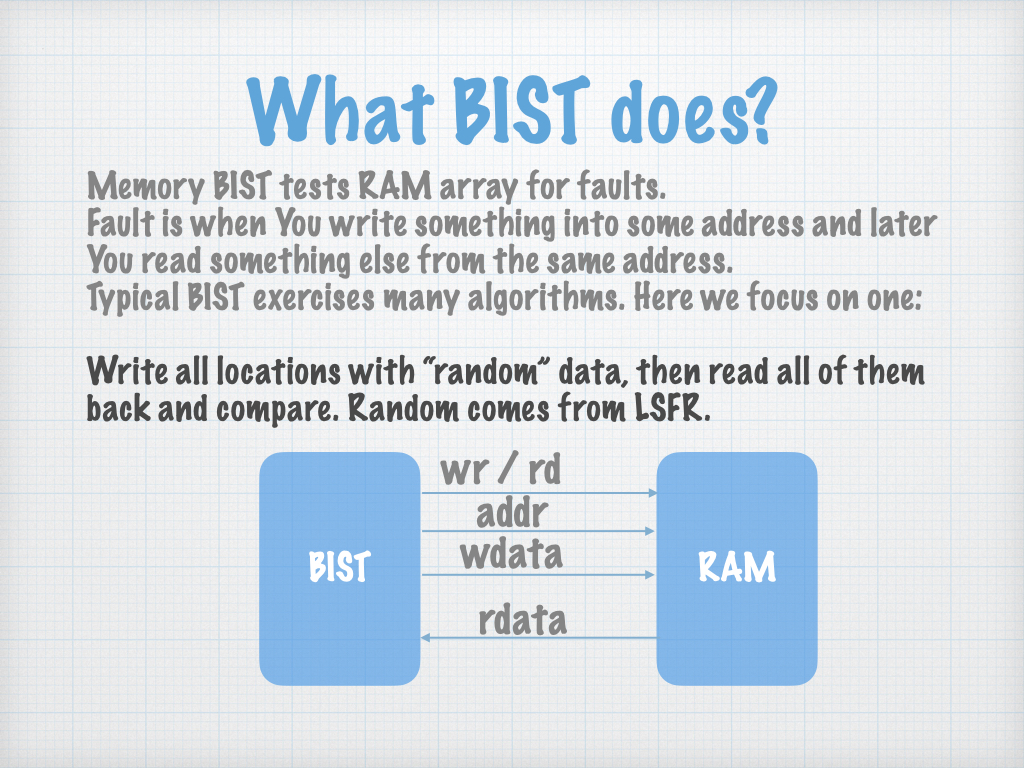 What BIST does?
Memory BIST tests RAM array for faults.
Fault is when You write something into some address and later
You read something else from the same address.
Typical BIST exercises many algorithms. Here we focus on one:
Write all locations with “random” data, then read all of them
back and compare. Random comes from LSFR.
wr / rd
addr
wdata
BIST
RAM
rdata